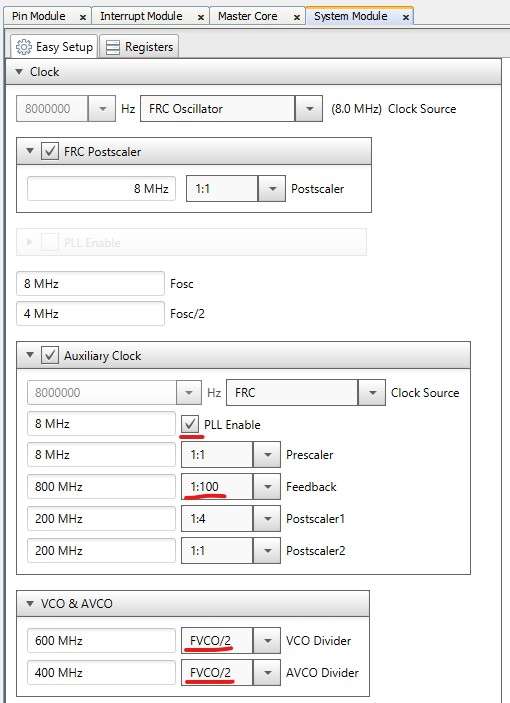 Pin Module × Interrupt Module × Master Core × System Module ×
Easy Setup Registers
Clock
8000000 Hz FRC Oscillator (8.0 MHz) Clock Source
FRC Postscaler
8 MHz 1:1 Postscaler
PLL Enable
8 MHz Fosc
4 MHz Fosc/2
Auxiliary Clock
8000000 Hz FRC Clock Source
8 MHz PLL Enable
8 MHz 1:1 Prescaler
800 MHz 1:100 Feedback
200 MHz 1:4 Postscaler1
200 MHz 1:1 Postscaler2
VCO & AVCO
600 MHz FVCO/2 VCO Divider
400 MHz FVCO/2 AVCO Divider